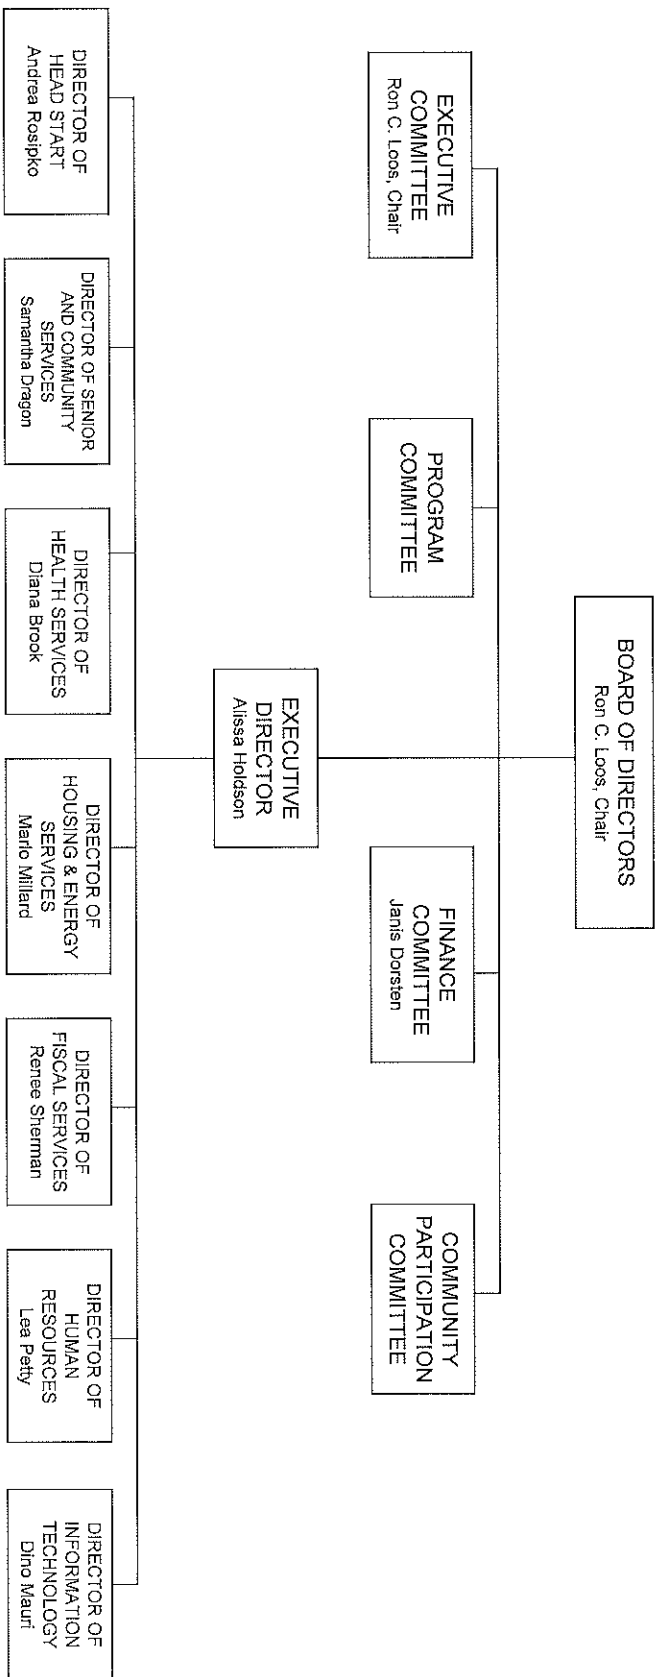 BOARD OF DIRECTORS
Ron C. Loos, Chair
EXECUTIVE
COMMITTEE
Ron C. Loos, Chair
PROGRAM
COMMITTEE
FINANCE
COMMITTEE
Janis Dorsten
COMMUNITY
PARTICIPATION
COMMITTEE
EXECUTIVE
DIRECTOR
Alissa Holdson
DIRECTOR OF
HEAD START
Andrea Rosipko
DIRECTOR OF SENIOR
AND COMMUNITY
SERVICES
Samantha Dragon
DIRECTOR OF
HEALTH SERVICES
Diana Brook
DIRECTOR OF
HOUSING & ENERGY
SERVICES
Mario Millard
DIRECTOR OF
FISCAL SERVICES
Renee Sherman
DIRECTOR OF
HUMAN
RESOURCES
Lea Petty
DIRECTOR OF
INFORMATION
TECHNOLOGY
Dino Mauri